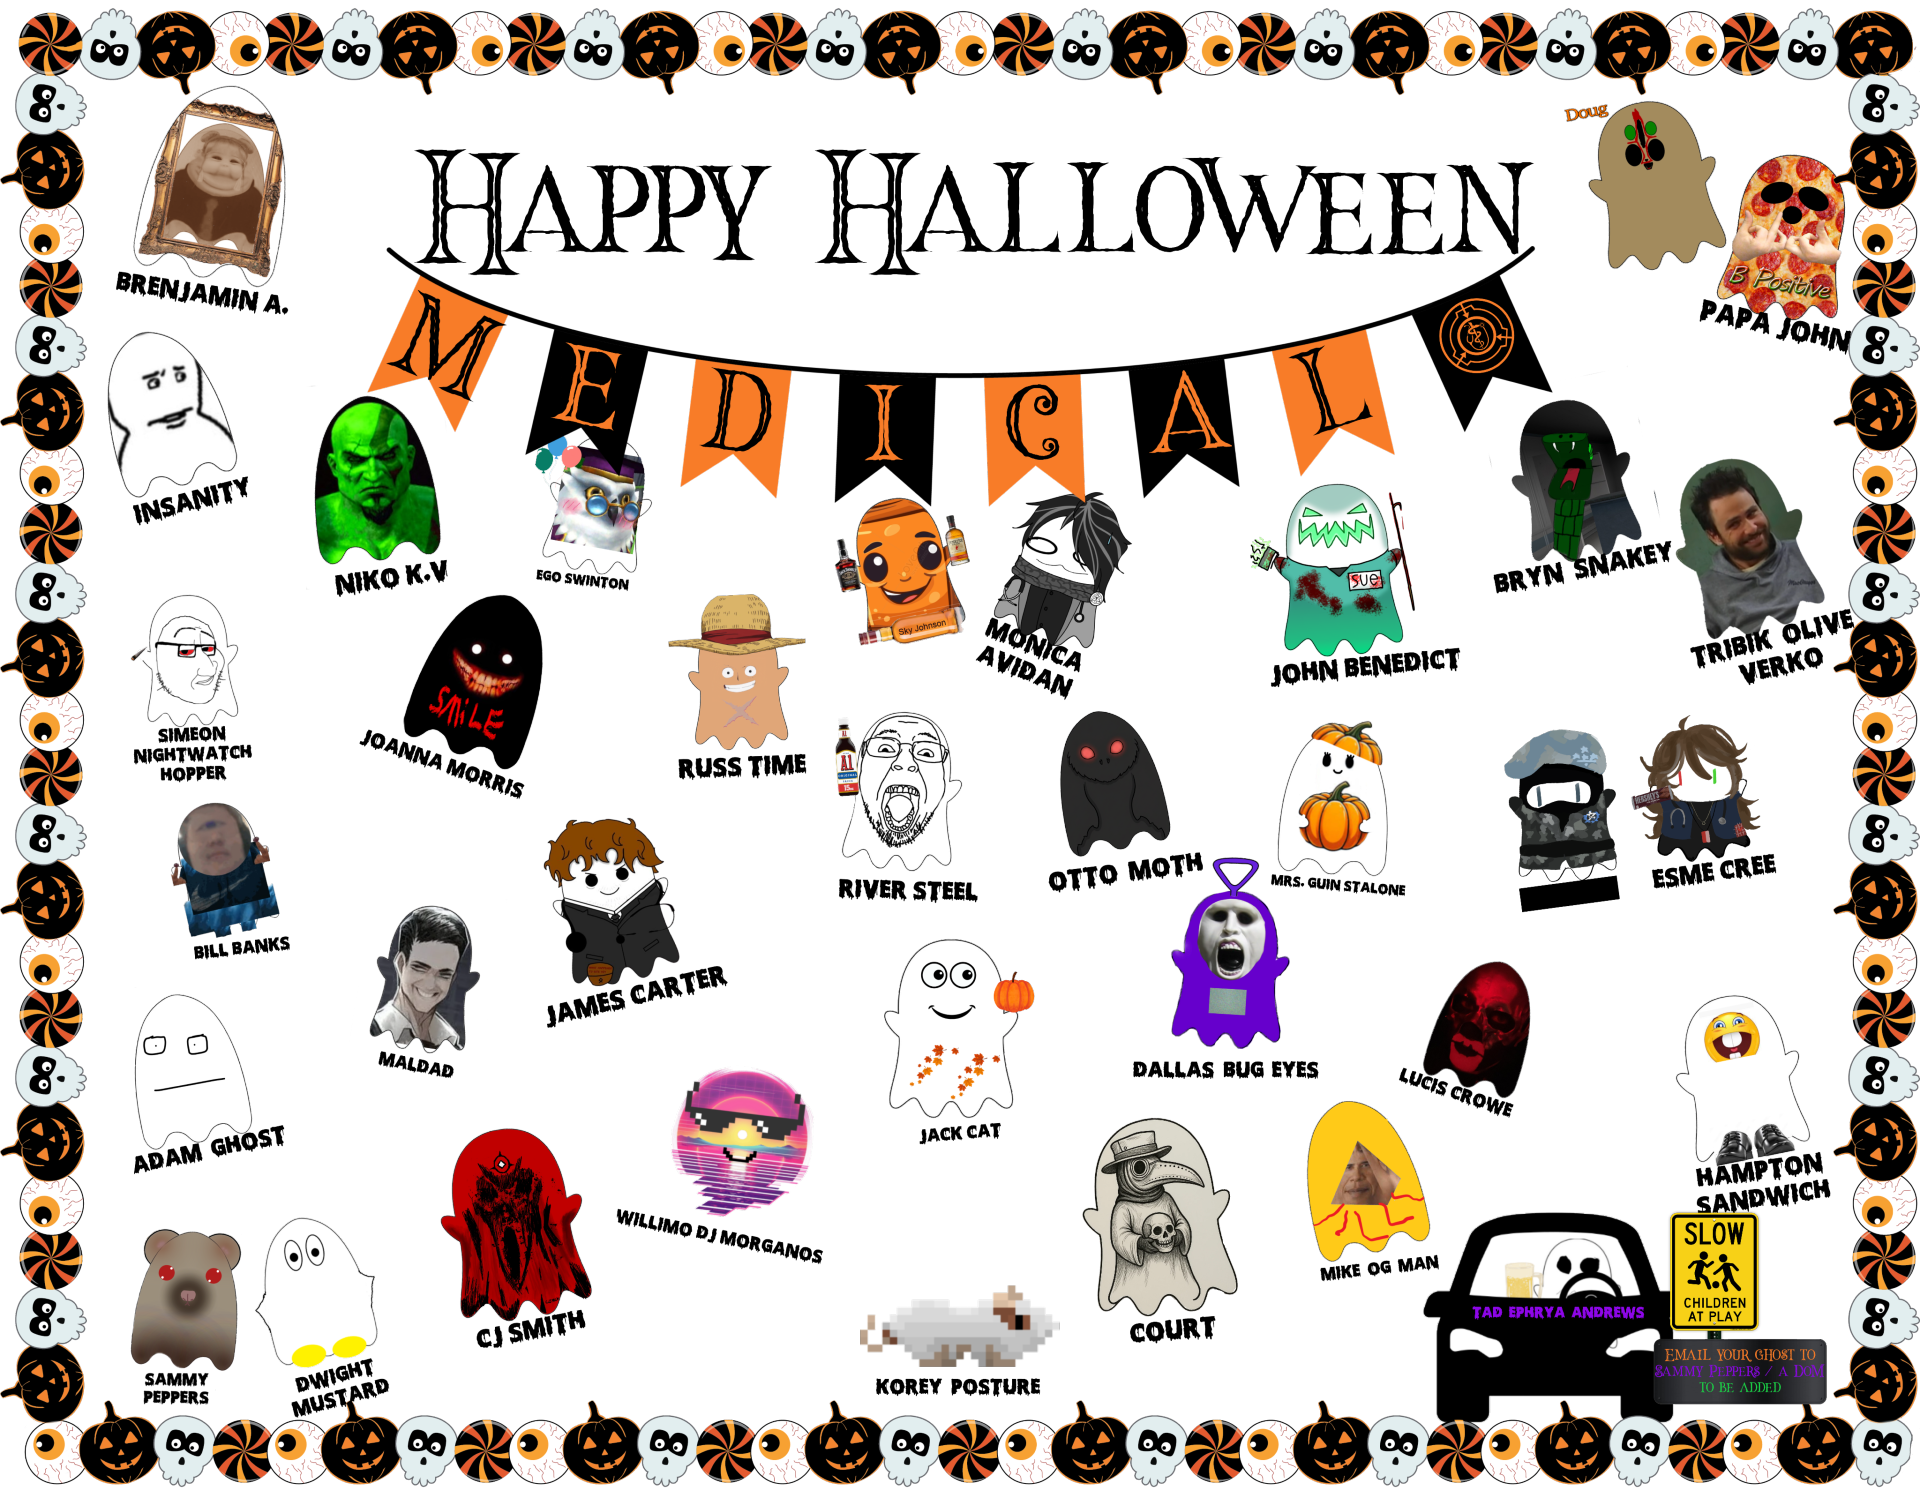 HAPPY HALLOWEEN
MEDICAL
BRENJAMIN A.
Doug
B Positive
PAPA JOHN
INSANITY
NIKO K.V
EGO SWINTON
Sky Johnson
MONICA
AVIDAN
SUE
JOHN BENEDICT
BRYN SNAKEY
TRIBIK OLIVE
VERKO
SIMEON
NIGHTWATCH
HOPPER
SMiLE
JOANNA MORRIS
RUSS TIME
A1
RIVER STEEL
OTTO MOTH
MRS. GUIN STALONE
HERSHEY'S
ESME CREE
BILL BANKS
MALDAD
JAMES CARTER
JACK CAT
DALLAS BUG EYES
LUCIS CROWE
ADAM GHOST
CJ SMITH
WILLIMO DJ MORGANOS
COURT
MIKE OG MAN
HAMPTON
SANDWICH
SAMMY
PEPPERS
DWIGHT
MUSTARD
KOREY POSTURE
TAD EPHRYA ANDREWS
SLOW
CHILDREN
AT PLAY
EMAIL YOUR GHOST TO
SAMMY PEPPERS / A DOM
TO BE ADDED